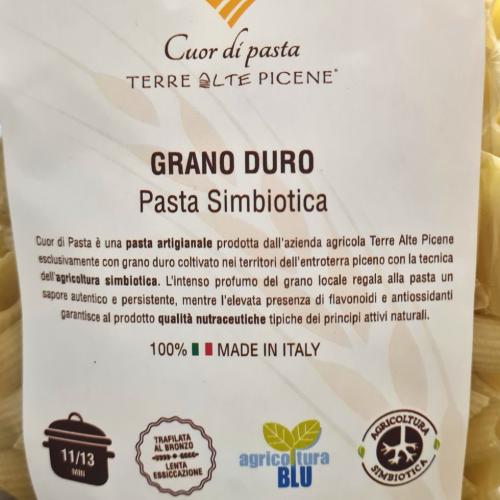 Cuor di pasta
TERRE ALTE PICENE®
GRANO DURO
Pasta Simbiotica
Cuor di Pasta è una pasta artigianale prodotta dall'azienda agricola Terre Alte Picene
esclusivamente con grano duro coltivato nei territori dell'entroterra piceno con la tecnica
dell'agricoltura simbiotica. L'intenso profumo del grano locale regala alla pasta un
sapore autentico e persistente, mentre l'elevata presenza di flavonoidi e antiossidanti
garantisce al prodotto qualità nutraceutiche tipiche dei principi attivi naturali.
100% MADE IN ITALY
11/13
MIN
TRAFILATA
AL BRONZO
LENTA
ESSICCAZIONE
agricoltura
BLU
AGRICOLTURA
SIMBIOTICA